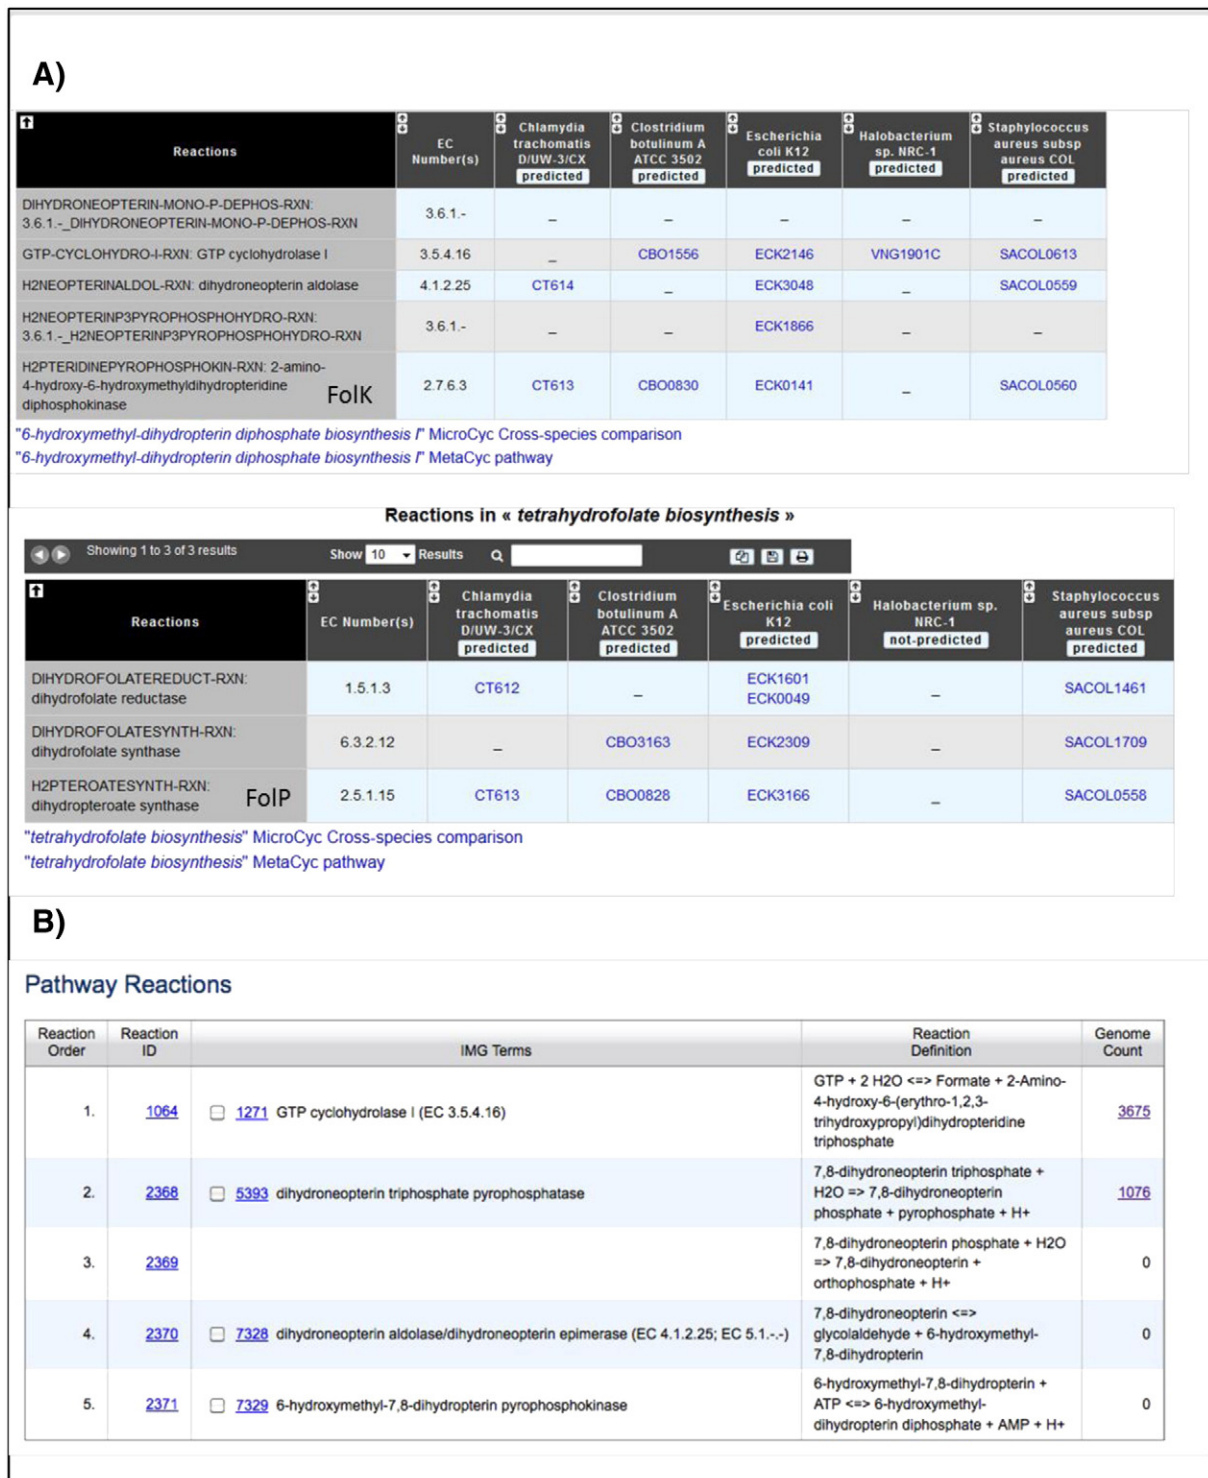 A)
Reactions
EC
Number(s)
Chlamydia
trachomatis
D/UW-3/CX
predicted
Clostridium
botulinum A
ATCC 3502
predicted
Escherichia
coli K12
predicted
Halobacterium
sp. NRC-1
predicted
Staphylococcus
aureus subsp
aureus COL
predicted
DIHYDRONEOPTERIN-MONO-P-DEPHOS-RXN:
3.6.1.-_DIHYDRONEOPTERIN-MONO-P-DEPHOS-RXN
3.6.1.- – – – – –
GTP-CYCLOHYDRO-I-RXN: GTP cyclohydrolase I 3.5.4.16 – CBO1556 ECK2146 VNG1901C SACOL0613
H2NEOPTERINALDOL-RXN: dihydroneopterin aldolase 4.1.2.25 CT614 – ECK3048 – SACOL0559
H2NEOPTERINP3PYROPHOSPHOHYDRO-RXN:
3.6.1.-_H2NEOPTERINP3PYROPHOSPHOHYDRO-RXN
3.6.1.- – – ECK1866 – –
H2PTERIDINEPYROPHOSPHOKIN-RXN: 2-amino-
4-hydroxy-6-hydroxymethyldihydropteridine
diphosphokinase
FolK
2.7.6.3 CT613 CBO0830 ECK0141 – SACOL0560
"6-hydroxymethyl-dihydropterin diphosphate biosynthesis I" MicroCyc Cross-species comparison
"6-hydroxymethyl-dihydropterin diphosphate biosynthesis I" MetaCyc pathway
Reactions in « tetrahydrofolate biosynthesis »
Showing 1 to 3 of 3 results Show 10 Results
Reactions
EC Number(s)
Chlamydia
trachomatis
D/UW-3/CX
predicted
Clostridium
botulinum A
ATCC 3502
predicted
Escherichia coli
K12
predicted
Halobacterium sp.
NRC-1
not-predicted
Staphylococcus
aureus subsp
aureus COL
predicted
DIHYDROFOLATEREDUCT-RXN:
dihydrofolate reductase
1.5.1.3 CT612 – ECK1601
ECK0049
– SACOL1461
DIHYDROFOLATESYNTH-RXN:
dihydrofolate synthase
6.3.2.12 – CBO3163 ECK2309 – SACOL1709
H2PTEROATESYNTH-RXN:
dihydropteroate synthase
FolP
2.5.1.15 CT613 CBO0828 ECK3166 – SACOL0558
"tetrahydrofolate biosynthesis" MicroCyc Cross-species comparison
"tetrahydrofolate biosynthesis" MetaCyc pathway
B)
Pathway Reactions
Reaction
Order
Reaction
ID
IMG Terms
Reaction
Definition
Genome
Count
1. 1064 1271 GTP cyclohydrolase I (EC 3.5.4.16)
GTP + 2 H2O <=> Formate + 2-Amino-
4-hydroxy-6-(erythro-1,2,3-
trihydroxypropyl)dihydropteridine
triphosphate
3675
2. 2368 5393 dihydroneopterin triphosphate pyrophosphatase
7,8-dihydroneopterin triphosphate +
H2O => 7,8-dihydroneopterin
phosphate + pyrophosphate + H+
1076
3. 2369
7,8-dihydroneopterin phosphate + H2O
=> 7,8-dihydroneopterin +
orthophosphate + H+
0
4. 2370 7328 dihydroneopterin aldolase/dihydroneopterin epimerase (EC 4.1.2.25; EC 5.1.-.-)
7,8-dihydroneopterin <=>
glycolaldehyde + 6-hydroxymethyl-
7,8-dihydropterin
0
5. 2371 7329 6-hydroxymethyl-7,8-dihydropterin pyrophosphokinase
6-hydroxymethyl-7,8-dihydropterin +
ATP <=> 6-hydroxymethyl-
dihydropterin diphosphate + AMP + H+
0